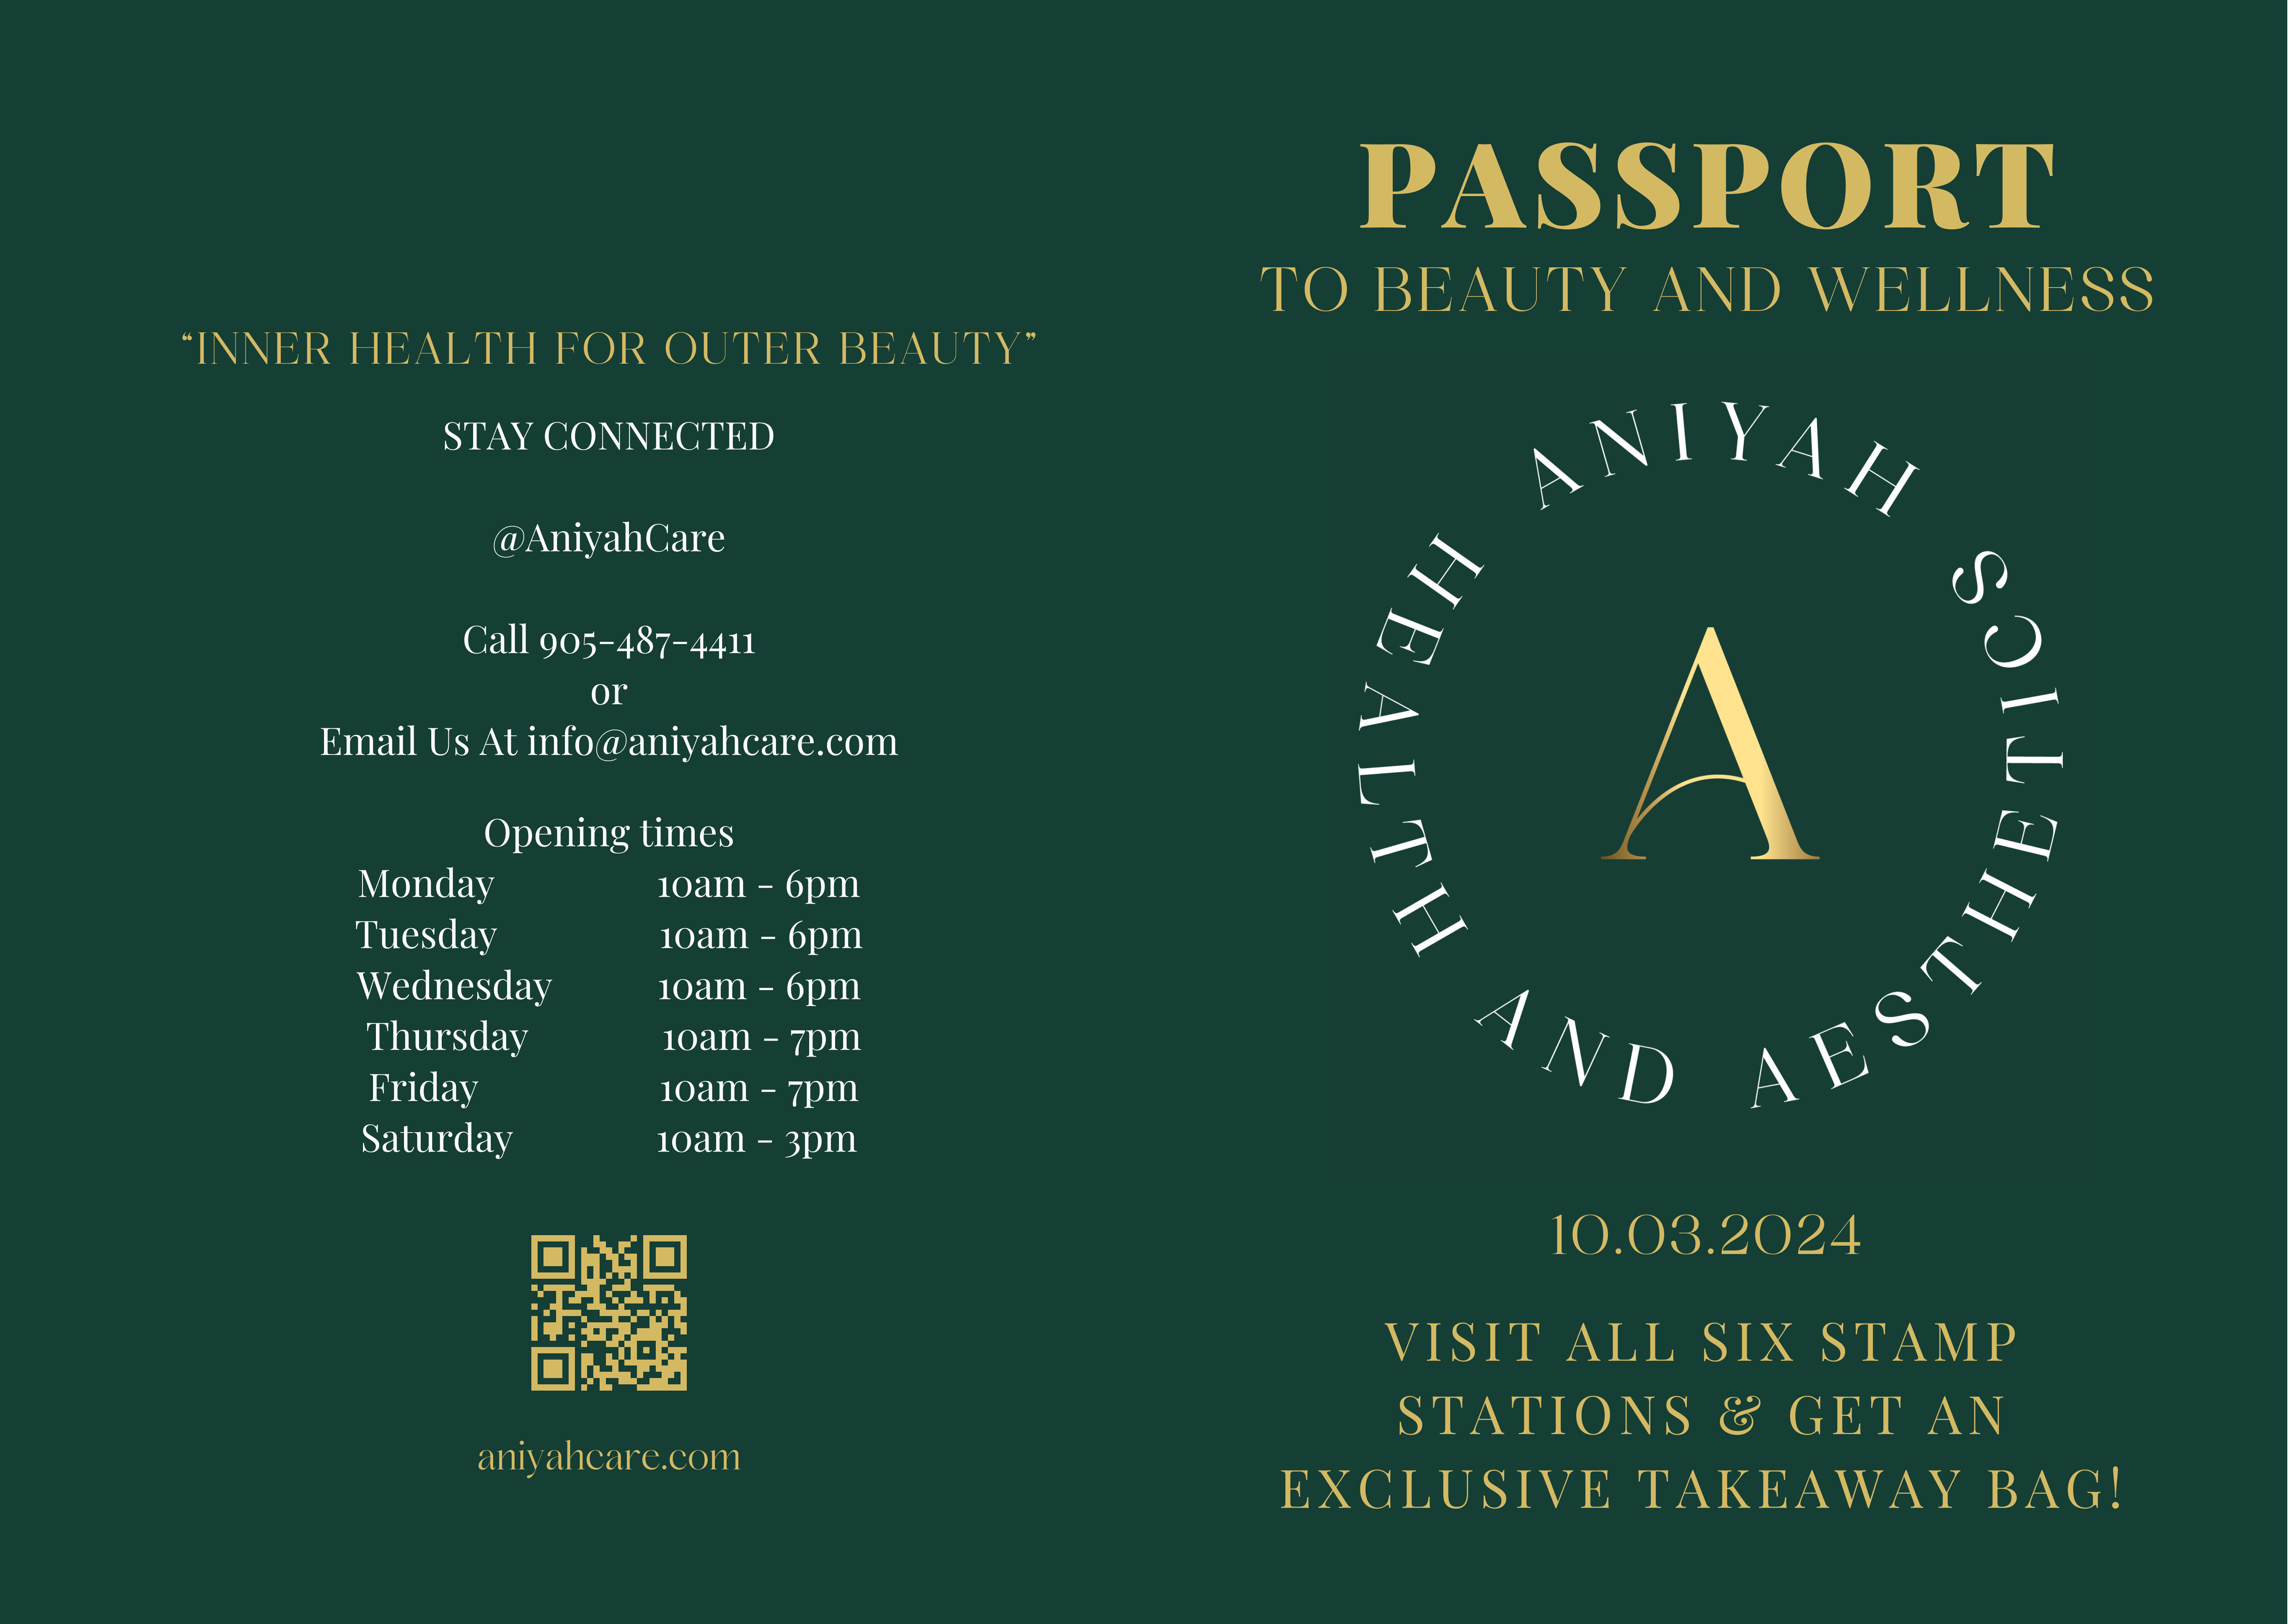 “INNER HEALTH FOR OUTER BEAUTY”
STAY CONNECTED
@AniyahCare
Call 905-487-4411
or
Email Us At info@aniyahcare.com
Opening times
Monday 10am - 6pm
Tuesday 10am - 6pm
Wednesday 10am - 6pm
Thursday 10am - 7pm
Friday 10am - 7pm
Saturday 10am - 3pm
aniyahcare.com
PASSPORT
TO BEAUTY AND WELLNESS
ANIYAH HEALTH AND AESTHETICS
A
10.03.2024
VISIT ALL SIX STAMP
STATIONS & GET AN
EXCLUSIVE TAKEAWAY BAG!